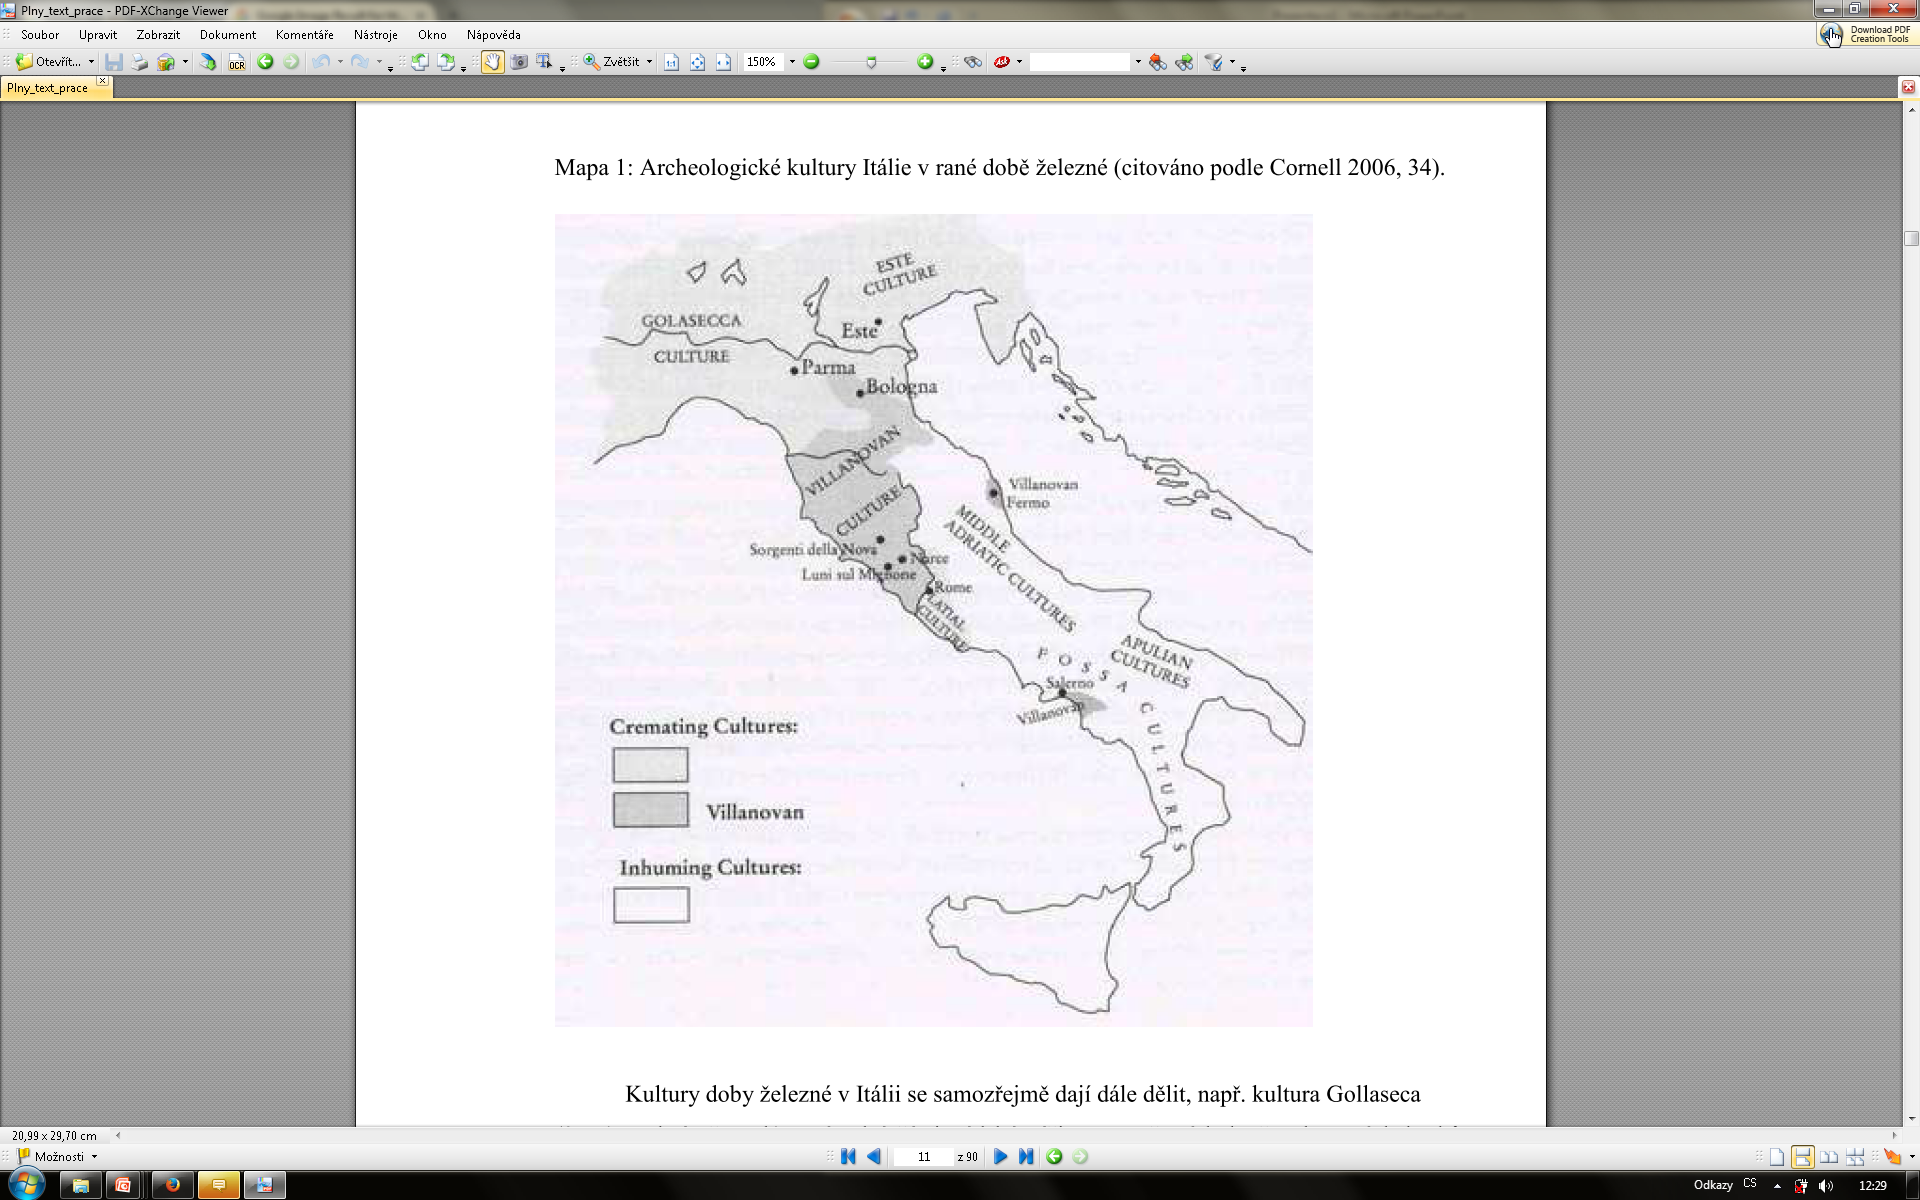 Plny_text_prace - PDF-XChange Viewer
Soubor Upravit Zobrazit Dokument Komentáře Nástroje Okno Nápověda
Download PDF
Creation Tools
Otevřít... OCR Zvětšit 1:1 150% Ask
Plny_text_prace
Mapa 1: Archeologické kultury Itálie v rané době železné (citováno podle Cornell 2006, 34).
ESTE
CULTURE
GOLASECCA
Este
CULTURE
Parma
Bologna
VILLANOVAN
CULTURE
Villanovan
Fermo
MIDDLE
ADRIATIC CULTURES
Sorgenti della Nova
Narce
Luni sul Mignone
Rome
LATIAL
CULTURE
APULIAN
CULTURES
FOSSA CULTURES
Salerno
Villanovan
Cremating Cultures:
Villanovan
Inhuming Cultures:
Kultury doby železné v Itálii se samozřejmě dají dále dělit, např. kultura Gollaseca
20,99 x 29,70 cm
Možnosti 11 z 90
Odkazy CS 12:29